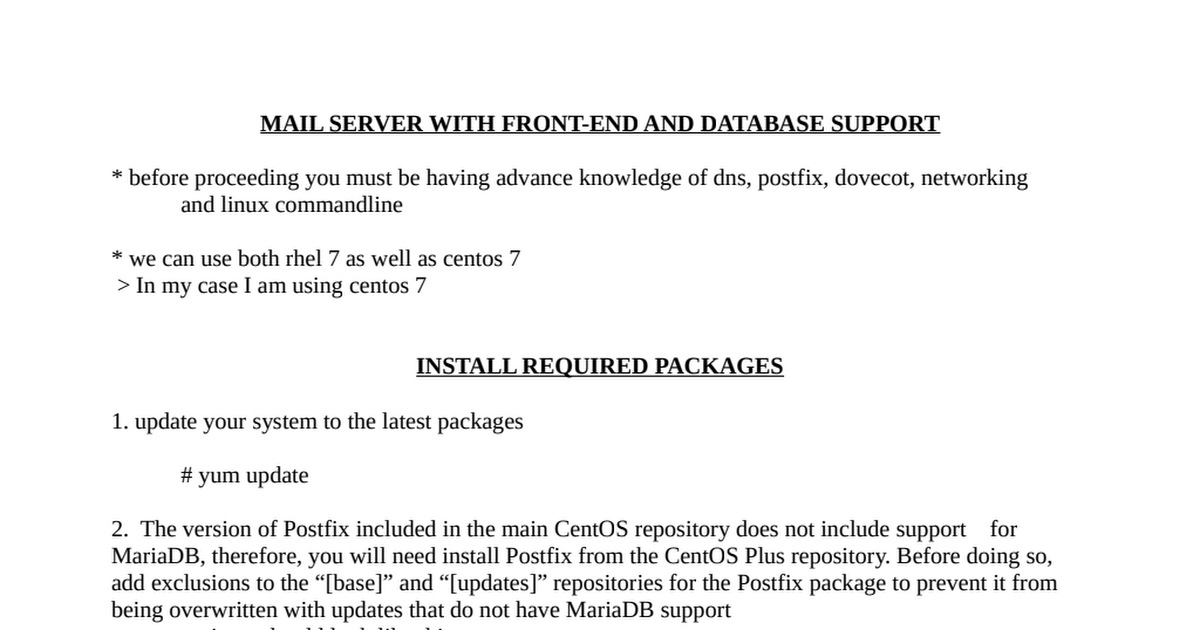 MAIL SERVER WITH FRONT-END AND DATABASE SUPPORT
* before proceeding you must be having advance knowledge of dns, postfix, dovecot, networking
and linux commandline
* we can use both rhel 7 as well as centos 7
> In my case I am using centos 7
INSTALL REQUIRED PACKAGES
1. update your system to the latest packages
# yum update
2.  The version of Postfix included in the main CentOS repository does not include support    for
MariaDB, therefore, you will need install Postfix from the CentOS Plus repository. Before doing so,
add exclusions to the “[base]” and “[updates]” repositories for the Postfix package to prevent it from
being overwritten with updates that do not have MariaDB support